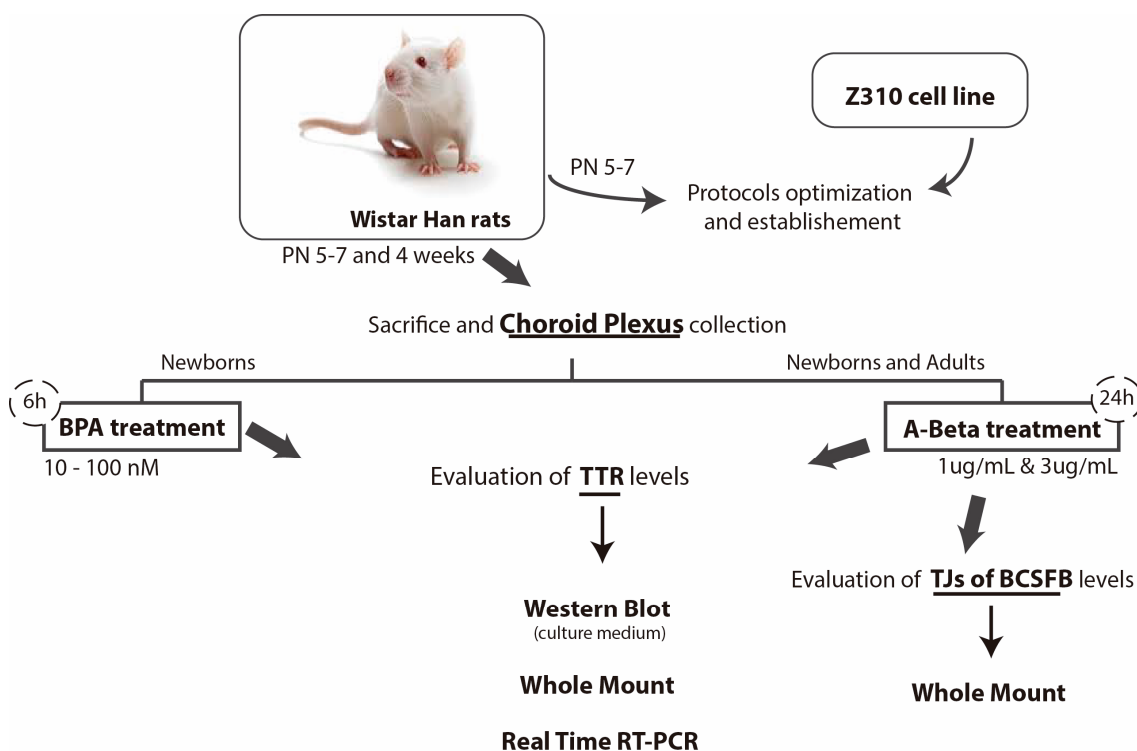 Z310 cell line
PN 5-7
Wistar Han rats
Protocols optimization
and establishement
PN 5-7 and 4 weeks
Sacrifice and Choroid Plexus collection
Newborns
Newborns and Adults
6h
BPA treatment
10 - 100 nM
24h
A-Beta treatment
1ug/mL & 3ug/mL
Evaluation of TTR levels
Western Blot
(culture medium)
Whole Mount
Real Time RT-PCR
Evaluation of TJs of BCSFB levels
Whole Mount